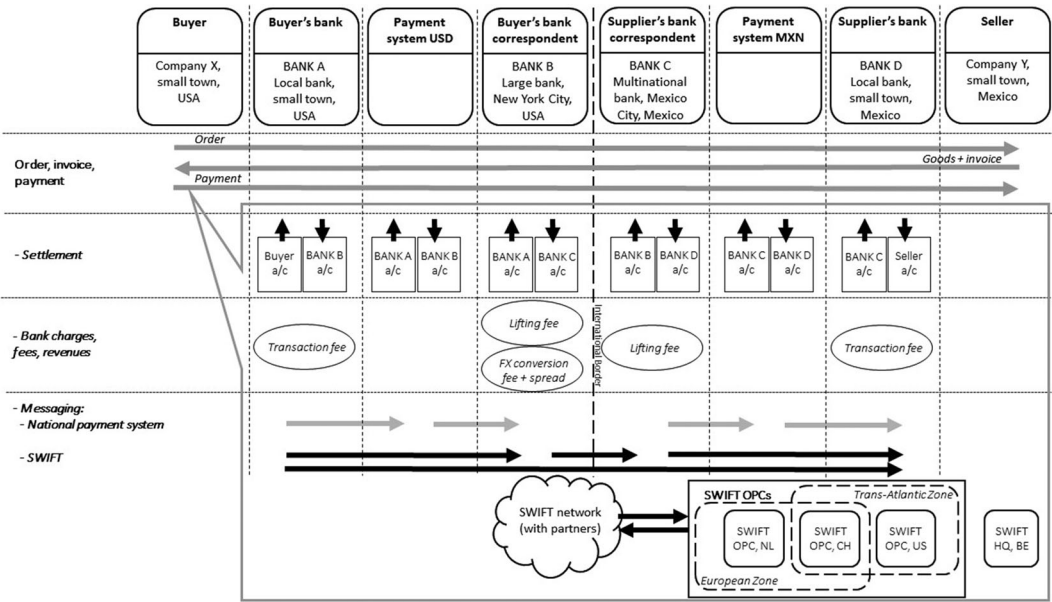 Buyer
Company X,
small town,
USA
Buyer's bank
BANK A
Local bank,
small town,
USA
Payment
system USD
Buyer's bank
correspondent
BANK B
Large bank,
New York City,
USA
Supplier's bank
correspondent
BANK C
Multinational
bank, Mexico
City, Mexico
Payment
system MXN
Supplier's bank
BANK D
Local bank,
small town,
Mexico
Seller
Company Y,
small town,
Mexico
Order, invoice,
payment
Order
Goods + invoice
Payment
- Settlement
Buyer
a/c
BANK B
a/c
BANK A
a/c
BANK B
a/c
BANK A
a/c
BANK C
a/c
BANK B
a/c
BANK D
a/c
BANK C
a/c
BANK D
a/c
BANK C
a/c
Seller
a/c
- Bank charges,
fees, revenues
Transaction fee
Lifting fee
FX conversion
fee + spread
International Border
Lifting fee
Transaction fee
- Messaging:
- National payment system
- SWIFT
SWIFT network
(with partners)
SWIFT OPCs
Trans-Atlantic Zone
SWIFT
OPC, NL
SWIFT
OPC, CH
SWIFT
OPC, US
European Zone
SWIFT
HQ, BE